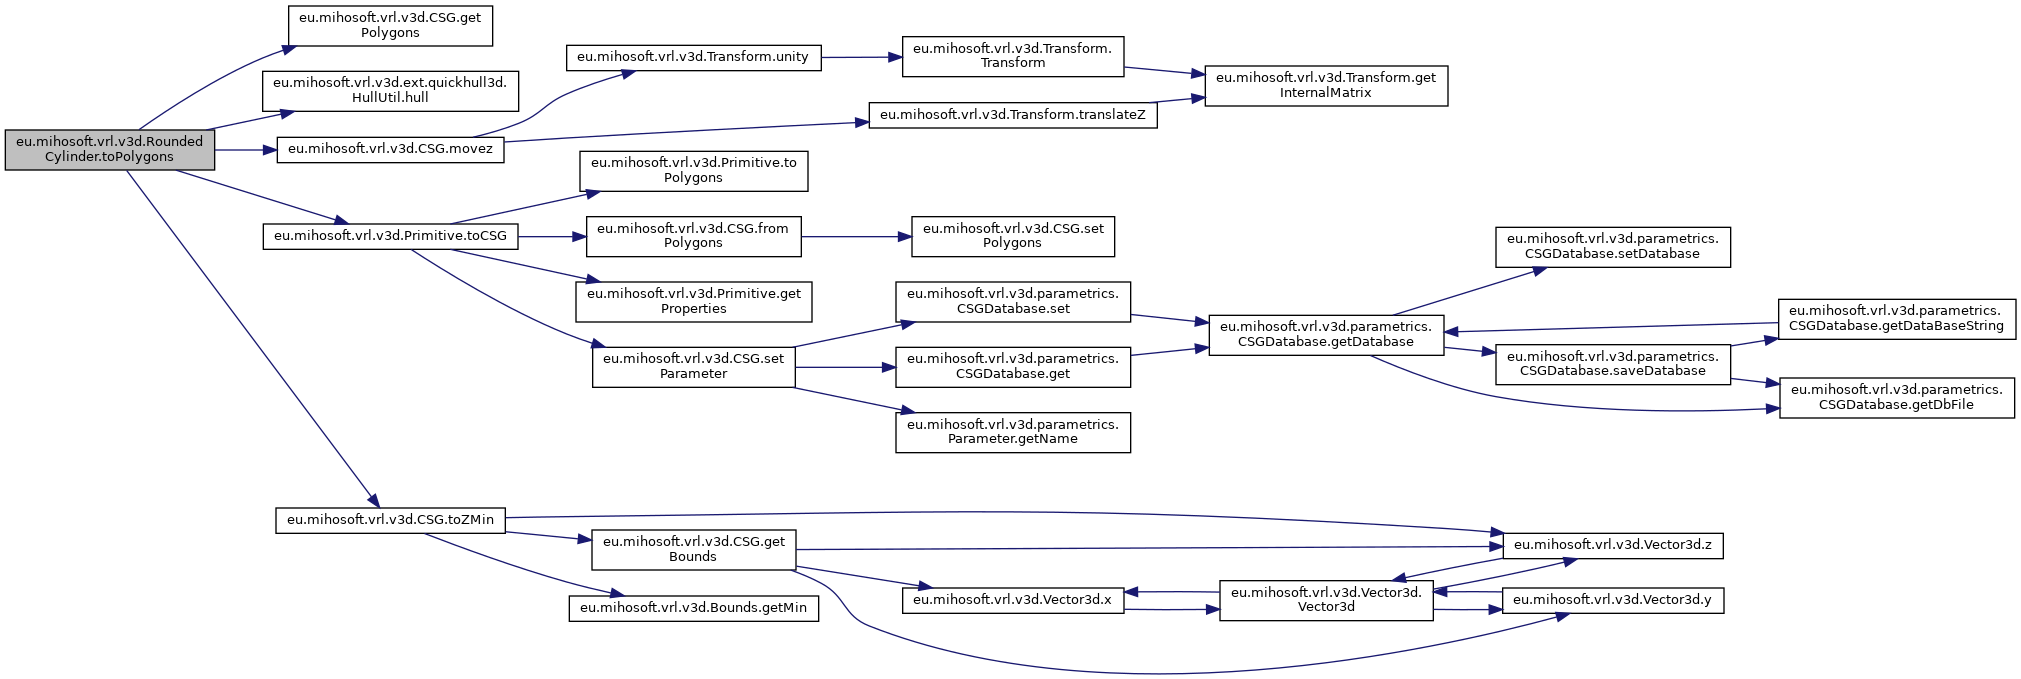 eu.mihosoft.vrl.v3d.Rounded
Cylinder.toPolygons
eu.mihosoft.vrl.v3d.CSG.get
Polygons
eu.mihosoft.vrl.v3d.ext.quickhull3d.
HullUtil.hull
eu.mihosoft.vrl.v3d.CSG.movez
eu.mihosoft.vrl.v3d.Transform.unity
eu.mihosoft.vrl.v3d.Transform.
Transform
eu.mihosoft.vrl.v3d.Transform.get
InternalMatrix
eu.mihosoft.vrl.v3d.Transform.translateZ
eu.mihosoft.vrl.v3d.Primitive.toCSG
eu.mihosoft.vrl.v3d.Primitive.to
Polygons
eu.mihosoft.vrl.v3d.CSG.from
Polygons
eu.mihosoft.vrl.v3d.CSG.set
Polygons
eu.mihosoft.vrl.v3d.Primitive.get
Properties
eu.mihosoft.vrl.v3d.CSG.set
Parameter
eu.mihosoft.vrl.v3d.parametrics.
CSGDatabase.set
eu.mihosoft.vrl.v3d.parametrics.
CSGDatabase.get
eu.mihosoft.vrl.v3d.parametrics.
Parameter.getName
eu.mihosoft.vrl.v3d.parametrics.
CSGDatabase.getDatabase
eu.mihosoft.vrl.v3d.parametrics.
CSGDatabase.setDatabase
eu.mihosoft.vrl.v3d.parametrics.
CSGDatabase.saveDatabase
eu.mihosoft.vrl.v3d.parametrics.
CSGDatabase.getDataBaseString
eu.mihosoft.vrl.v3d.parametrics.
CSGDatabase.getDbFile
eu.mihosoft.vrl.v3d.CSG.toZMin
eu.mihosoft.vrl.v3d.CSG.get
Bounds
eu.mihosoft.vrl.v3d.Bounds.getMin
eu.mihosoft.vrl.v3d.Vector3d.x
eu.mihosoft.vrl.v3d.Vector3d.
Vector3d
eu.mihosoft.vrl.v3d.Vector3d.z
eu.mihosoft.vrl.v3d.Vector3d.y